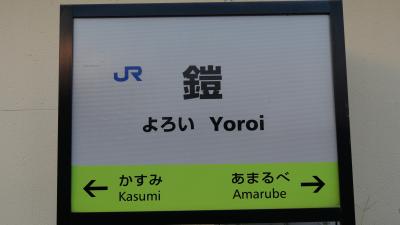 JR 鎧
よろい Yoroi
← かすみ あまるべ →
Kasumi Amarube